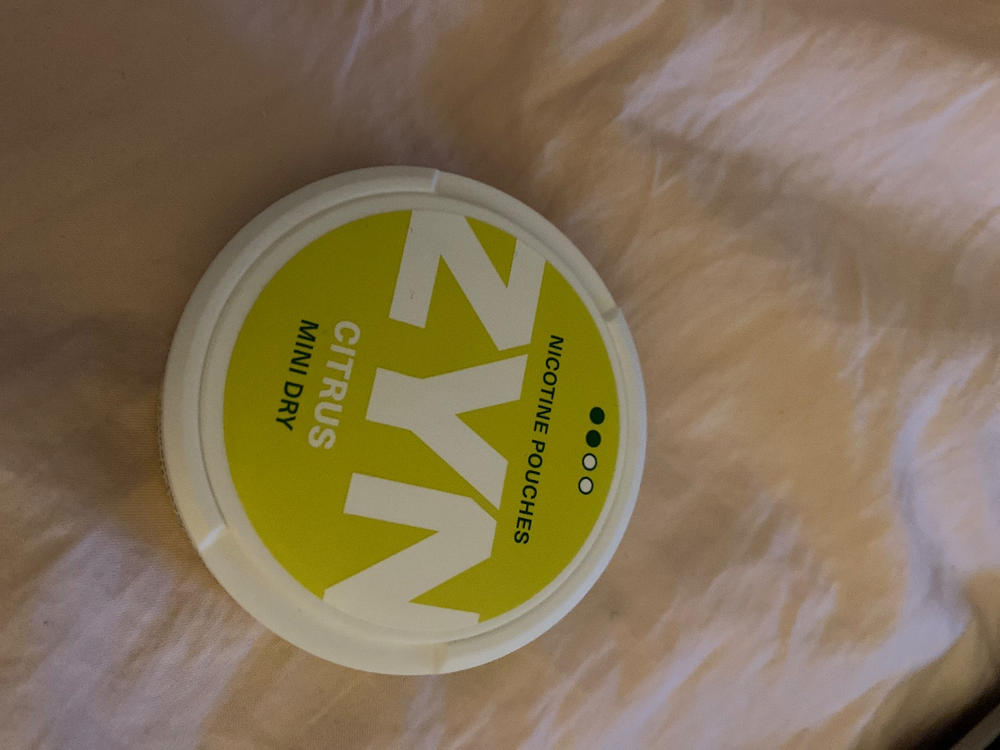 NICOTINE POUCHES
ZYN
CITRUS
MINI DRY